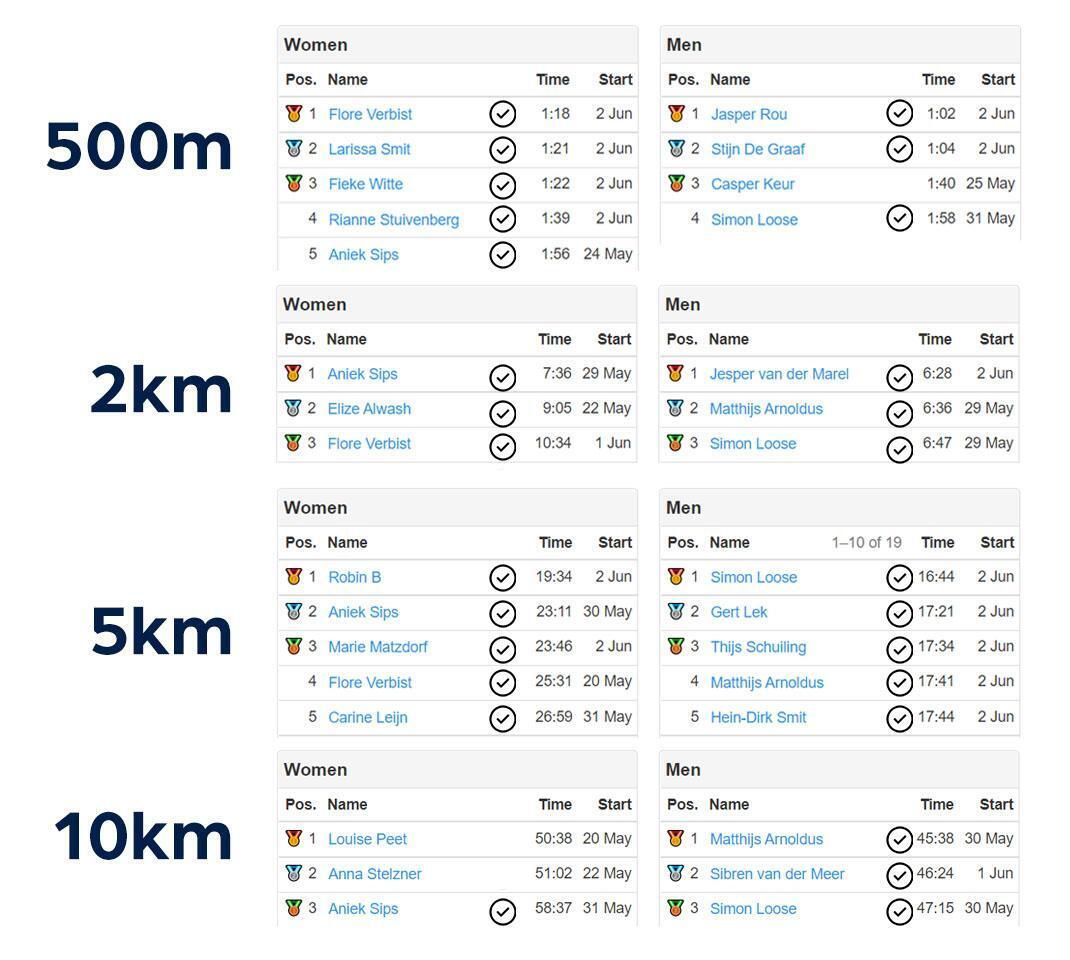 500m
Women
Pos. Name Time Start
1 Flore Verbist 1:18 2 Jun
2 Larissa Smit 1:21 2 Jun
3 Fieke Witte 1:22 2 Jun
4 Rianne Stuivenberg 1:39 2 Jun
5 Aniek Sips 1:56 24 May
Men
Pos. Name Time Start
1 Jasper Rou 1:02 2 Jun
2 Stijn De Graaf 1:04 2 Jun
3 Casper Keur 1:40 25 May
4 Simon Loose 1:58 31 May
2km
Women
Pos. Name Time Start
1 Aniek Sips 7:36 29 May
2 Elize Alwash 9:05 22 May
3 Flore Verbist 10:34 1 Jun
Men
Pos. Name Time Start
1 Jesper van der Marel 6:28 2 Jun
2 Matthijs Arnoldus 6:36 29 May
3 Simon Loose 6:47 29 May
5km
Women
Pos. Name Time Start
1 Robin B 19:34 2 Jun
2 Aniek Sips 23:11 30 May
3 Marie Matzdorf 23:46 2 Jun
4 Flore Verbist 25:31 20 May
5 Carine Leijn 26:59 31 May
Men
Pos. Name 1–10 of 19 Time Start
1 Simon Loose 16:44 2 Jun
2 Gert Lek 17:21 2 Jun
3 Thijs Schuiling 17:34 2 Jun
4 Matthijs Arnoldus 17:41 2 Jun
5 Hein-Dirk Smit 17:44 2 Jun
10km
Women
Pos. Name Time Start
1 Louise Peet 50:38 20 May
2 Anna Stelzner 51:02 22 May
3 Aniek Sips 58:37 31 May
Men
Pos. Name Time Start
1 Matthijs Arnoldus 45:38 30 May
2 Sibren van der Meer 46:24 1 Jun
3 Simon Loose 47:15 30 May